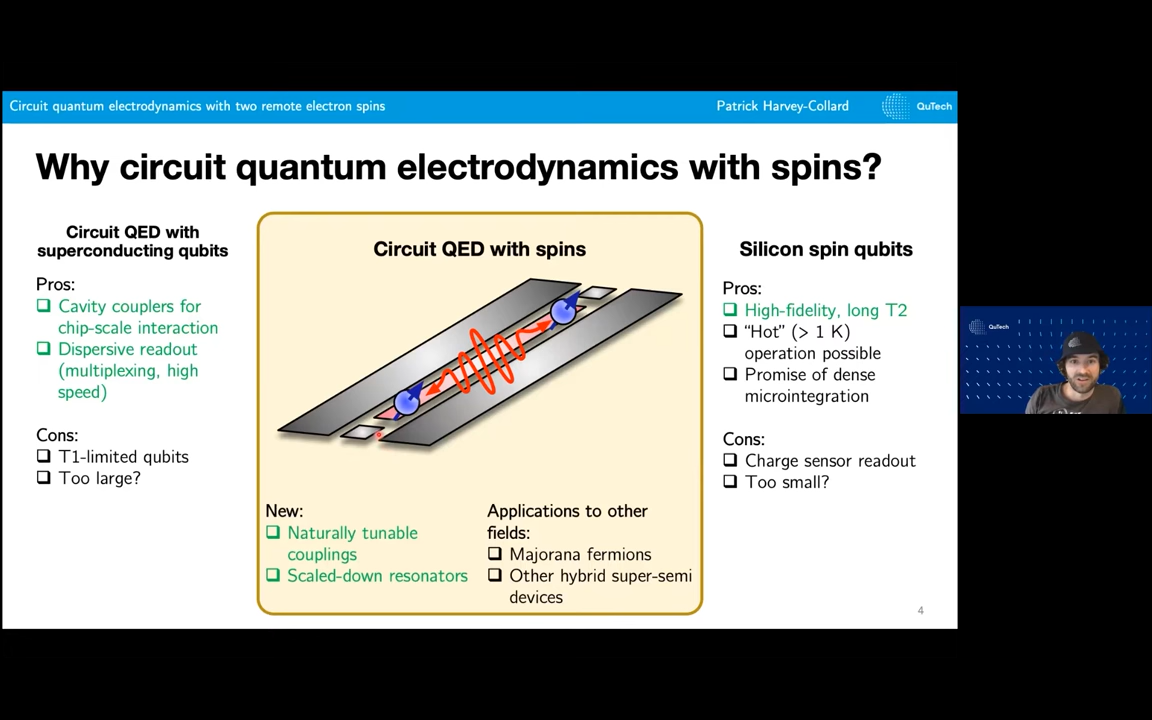 Circuit quantum electrodynamics with two remote electron spins
Patrick Harvey-Collard
QuTech
Why circuit quantum electrodynamics with spins?
Circuit QED with
superconducting qubits
Pros:
❑ Cavity couplers for
chip-scale interaction
❑ Dispersive readout
(multiplexing, high
speed)
Cons:
❑ T1-limited qubits
❑ Too large?
Circuit QED with spins
New:
❑ Naturally tunable
couplings
❑ Scaled-down resonators
Applications to other
fields:
❑ Majorana fermions
❑ Other hybrid super-semi
devices
Silicon spin qubits
Pros:
❑ High-fidelity, long T2
❑ “Hot” (> 1 K)
operation possible
❑ Promise of dense
microintegration
Cons:
❑ Charge sensor readout
❑ Too small?
4
QuTech